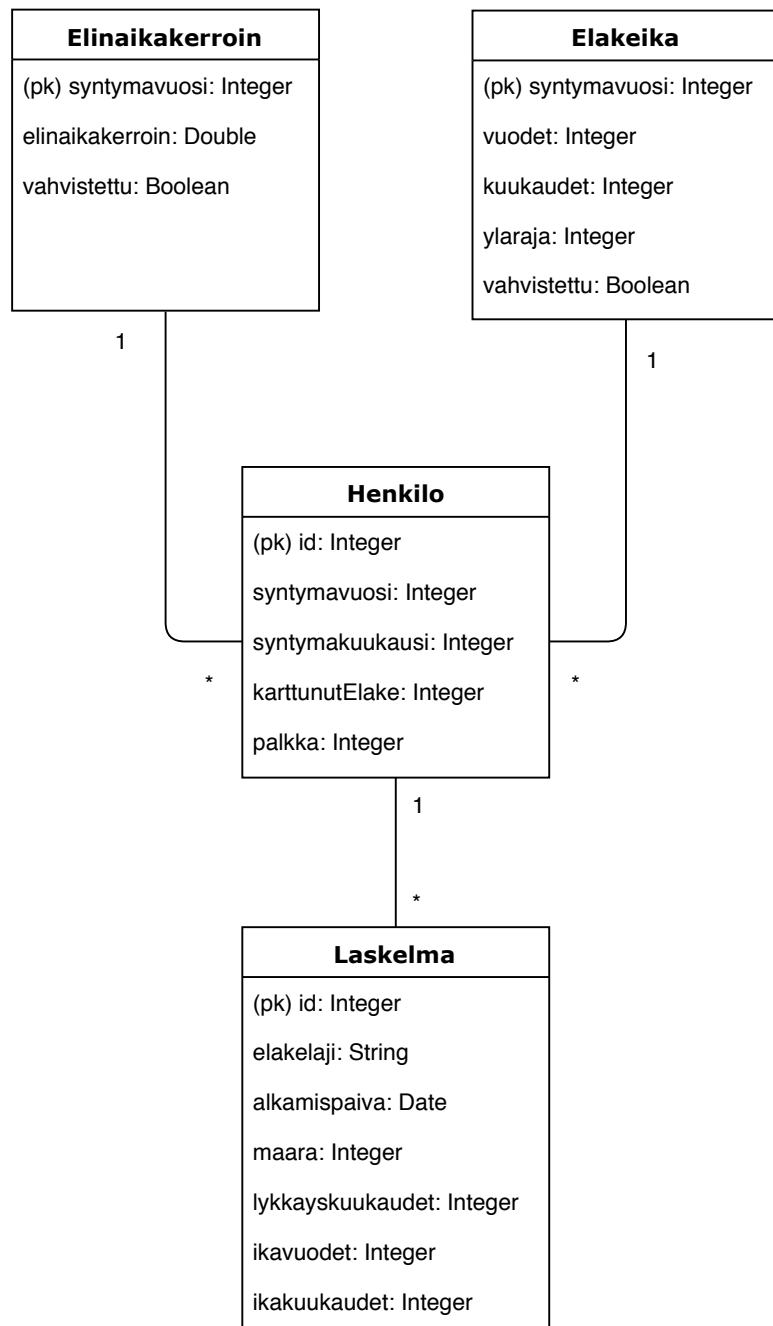 Elinaikakerroin
(pk) syntymavuosi: Integer
elinaikakerroin: Double
vahvistettu: Boolean
Elakeika
(pk) syntymavuosi: Integer
vuodet: Integer
kuukaudet: Integer
ylaraja: Integer
vahvistettu: Boolean
1
1
Henkilo
(pk) id: Integer
syntymavuosi: Integer
syntymakuukausi: Integer
karttunutElake: Integer
palkka: Integer
*
*
1
*
Laskelma
(pk) id: Integer
elakelaji: String
alkamispaiva: Date
maara: Integer
lykkayskuukaudet: Integer
ikavuodet: Integer
ikakuukaudet: Integer